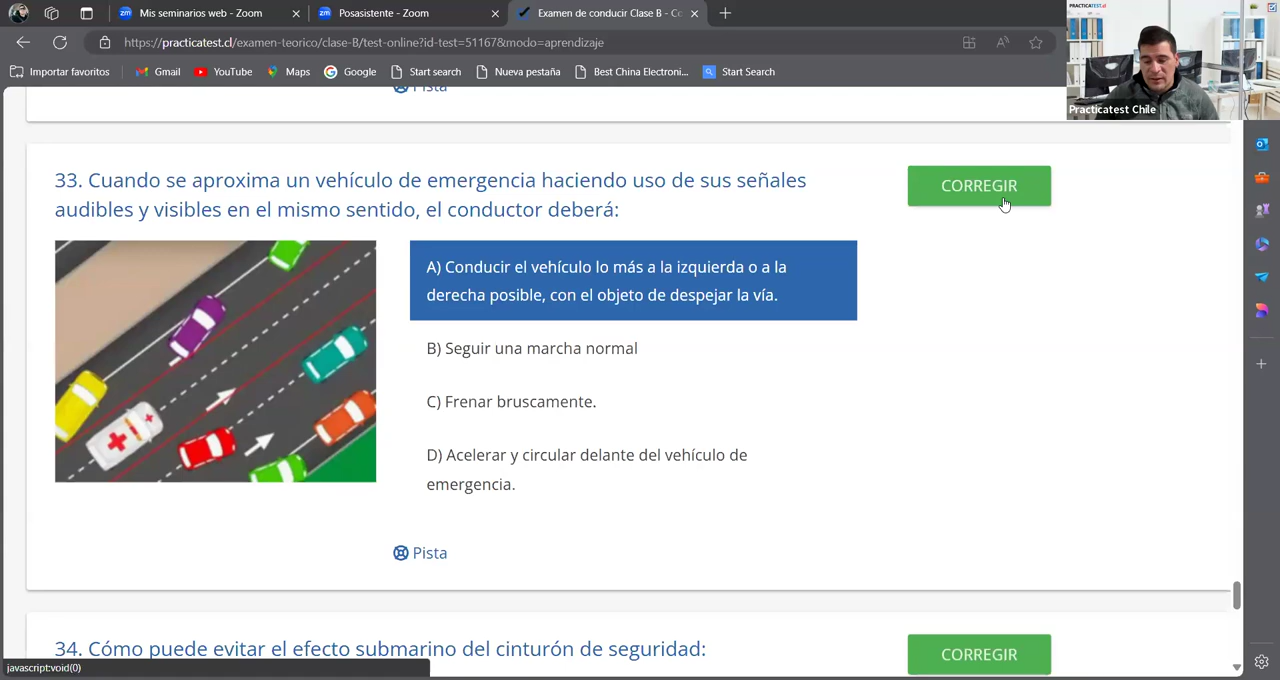 Mis seminarios web - Zoom
Posasistente - Zoom
Examen de conducir Clase B - Co
https://practicatest.cl/examen-teorico/clase-B/test-online?id-test=51167&modo=aprendizaje
Importar favoritos
Gmail
YouTube
Maps
Google
Start search
Nueva pestaña
Best China Electroni...
Start Search
PRACTICATEST.cl
Practicatest Chile
Pista
33. Cuando se aproxima un vehículo de emergencia haciendo uso de sus señales
audibles y visibles en el mismo sentido, el conductor deberá:
CORREGIR
A) Conducir el vehículo lo más a la izquierda o a la
derecha posible, con el objeto de despejar la vía.
B) Seguir una marcha normal
C) Frenar bruscamente.
D) Acelerar y circular delante del vehículo de
emergencia.
Pista
34. Cómo puede evitar el efecto submarino del cinturón de seguridad:
CORREGIR
javascript:void(0)